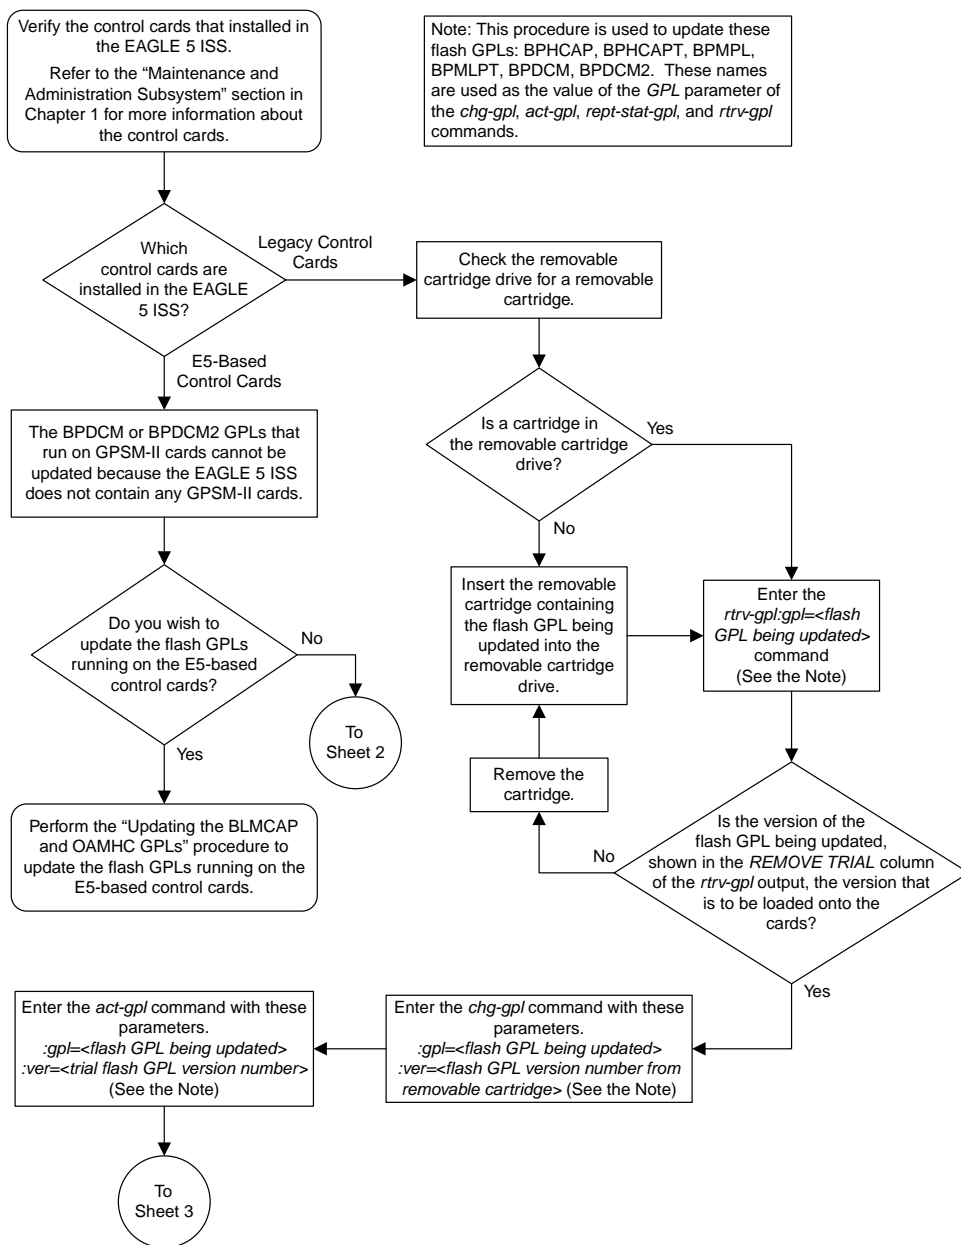 Verify the control cards that installed in
the EAGLE 5 ISS.
Refer to the “Maintenance and
Administration Subsystem” section in
Chapter 1 for more information about
the control cards.
Note: This procedure is used to update these
flash GPLs: BPHCAP, BPHCAPT, BPMPL,
BPMLPT, BPDCM, BPDCM2. These names
are used as the value of the GPL parameter of
the chg-gpl, act-gpl, rept-stat-gpl, and rtrv-gpl
commands.
Which
control cards are
installed in the EAGLE
5 ISS?
Legacy Control
Cards
Check the removable
cartridge drive for a removable
cartridge.
E5-Based
Control Cards
The BPDCM or BPDCM2 GPLs that
run on GPSM-II cards cannot be
updated because the EAGLE 5 ISS
does not contain any GPSM-II cards.
Is a cartridge in
the removable cartridge
drive?
Yes
No
Do you wish to
update the flash GPLs
running on the E5-based
control cards?
No
To
Sheet 2
Yes
Perform the “Updating the BLMCAP
and OAMHC GPLs” procedure to
update the flash GPLs running on the
E5-based control cards.
Insert the removable
cartridge containing
the flash GPL being
updated into the
removable cartridge
drive.
Enter the
rtrv-gpl:gpl=<flash
GPL being updated>
command
(See the Note)
Remove the
cartridge.
No
Is the version of the
flash GPL being updated,
shown in the REMOVE TRIAL column
of the rtrv-gpl output, the version that
is to be loaded onto the
cards?
Yes
Enter the chg-gpl command with these
parameters.
:gpl=<flash GPL being updated>
:ver=<flash GPL version number from
removable cartridge> (See the Note)
Enter the act-gpl command with these
parameters.
:gpl=<flash GPL being updated>
:ver=<trial flash GPL version number>
(See the Note)
To
Sheet 3